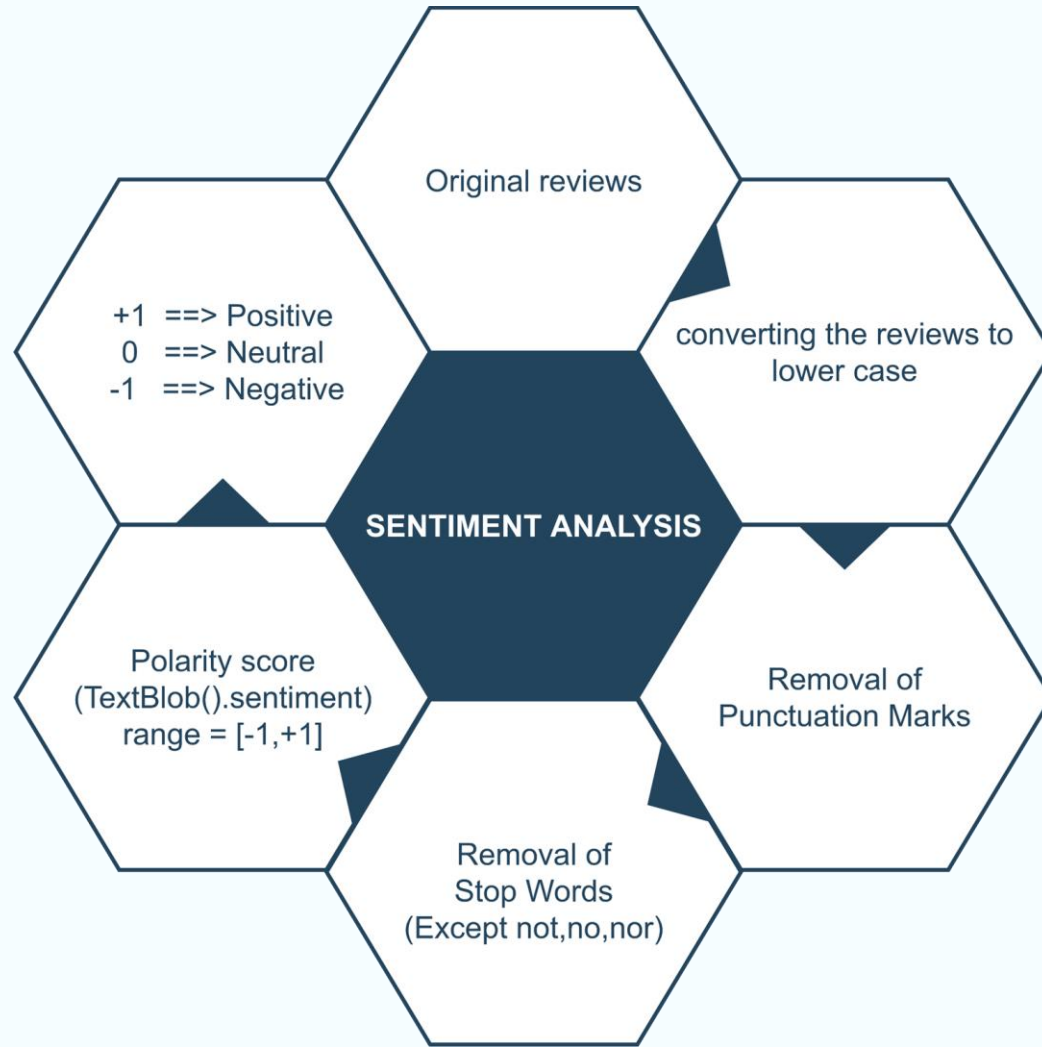 Original reviews
converting the reviews to
lower case
Removal of
Punctuation Marks
Removal of
Stop Words
(Except not,no,nor)
Polarity score
(TextBlob().sentiment)
range = [-1,+1]
+1 ==> Positive
0 ==> Neutral
-1 ==> Negative
SENTIMENT ANALYSIS